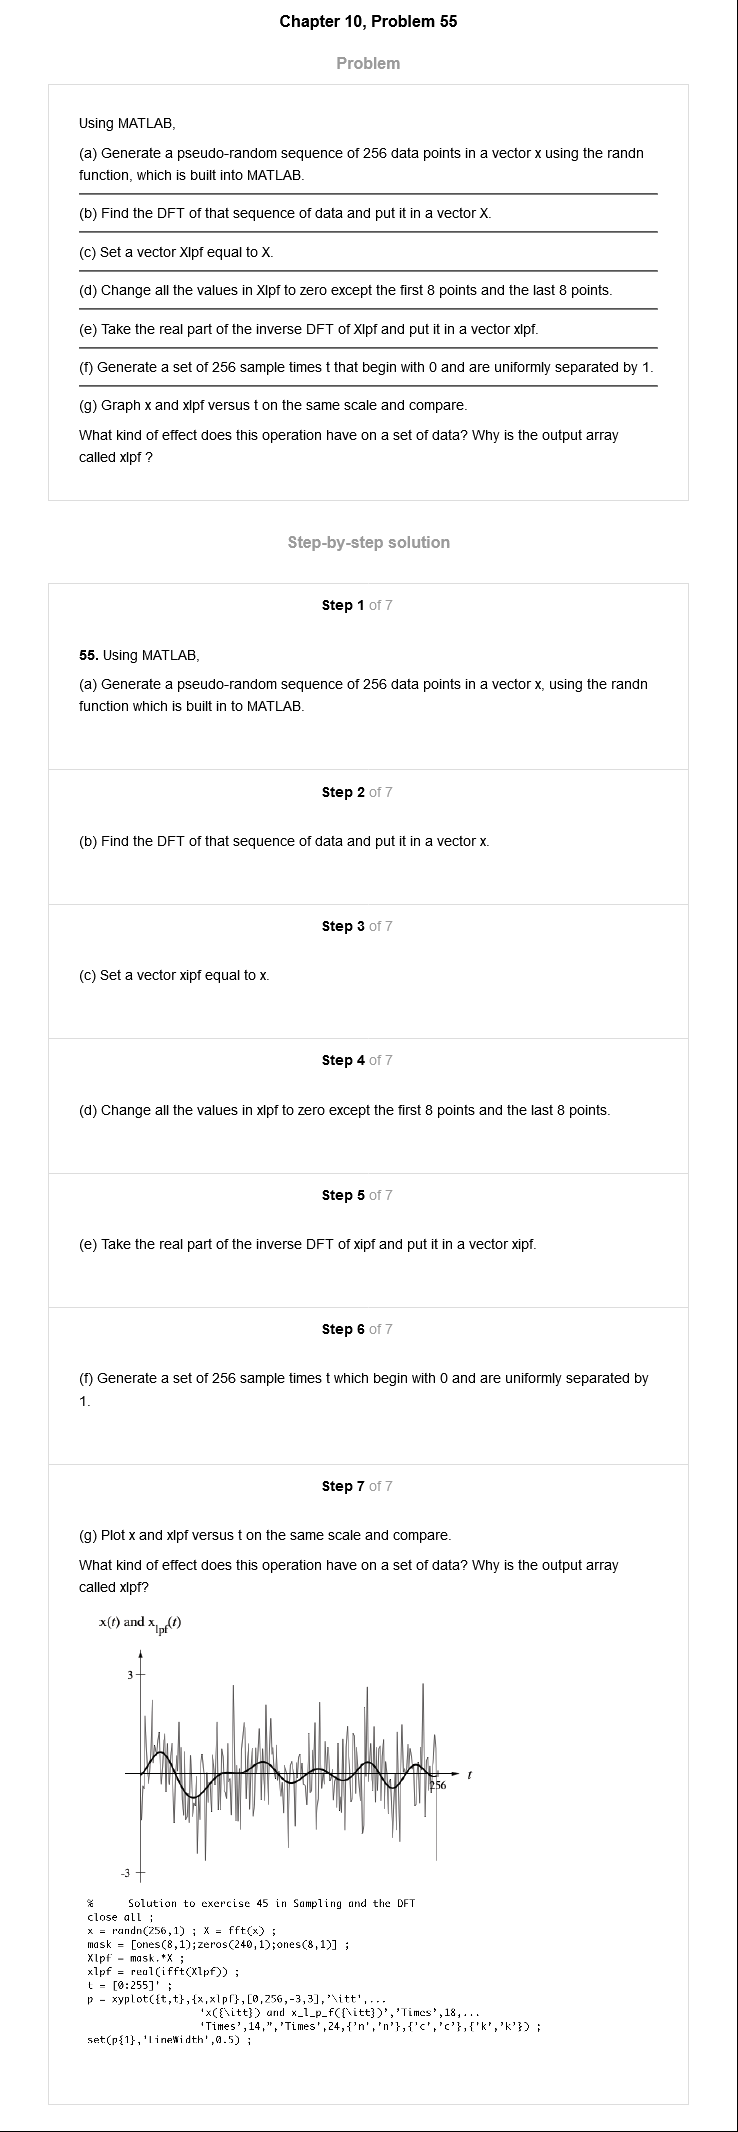 Chapter 10, Problem 55
Problem
Using MATLAB,
(a) Generate a pseudo-random sequence of 256 data points in a vector x using the randn
function, which is built into MATLAB.
(b) Find the DFT of that sequence of data and put it in a vector X.
(c) Set a vector Xlpf equal to X.
(d) Change all the values in Xlpf to zero except the first 8 points and the last 8 points.
(e) Take the real part of the inverse DFT of Xlpf and put it in a vector xlpf.
(f) Generate a set of 256 sample times t that begin with 0 and are uniformly separated by 1.
(g) Graph x and xlpf versus t on the same scale and compare.
What kind of effect does this operation have on a set of data? Why is the output array
called xlpf ?
Step-by-step solution
Step 1 of 7
55. Using MATLAB,
(a) Generate a pseudo-random sequence of 256 data points in a vector x, using the randn
function which is built in to MATLAB.
Step 2 of 7
(b) Find the DFT of that sequence of data and put it in a vector x.
Step 3 of 7
(c) Set a vector xipf equal to x.
Step 4 of 7
(d) Change all the values in xlpf to zero except the first 8 points and the last 8 points.
Step 5 of 7
(e) Take the real part of the inverse DFT of xipf and put it in a vector xipf.
Step 6 of 7
(f) Generate a set of 256 sample times t which begin with 0 and are uniformly separated by
1.
Step 7 of 7
(g) Plot x and xlpf versus t on the same scale and compare.
What kind of effect does this operation have on a set of data? Why is the output array
called xlpf?
x(t) and xlpf(t)
3
t
256
-3
% Solution to exercise 45 in Sampling and the DFT
close all ;
x = randn(256,1) ; X = fft(x) ;
mask = [ones(8,1);zeros(240,1);ones(8,1)] ;
Xlpf = mask.*X ;
xlpf = real(ifft(Xlpf)) ;
t = [0:255]' ;
p = xyplot({t,t},{x,xlpf},[0,256,-3,3],'\itt',...
'x({\itt}) and x_l_p_f({\itt})','Times',18,...
'Times',14,'','Times',24,{'n','n'},{'c','c'},{'k','k'}) ;
set(p{1},'LineWidth',0.5) ;